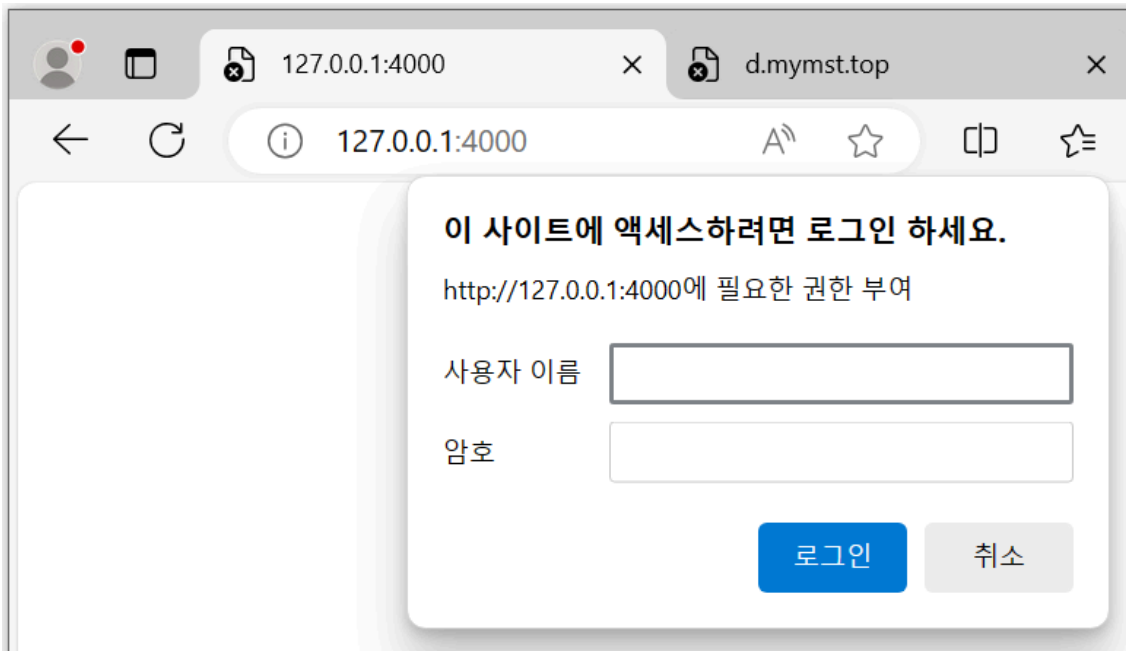 127.0.0.1:4000
d.mymst.top
127.0.0.1:4000
이 사이트에 액세스하려면 로그인 하세요.
http://127.0.0.1:4000에 필요한 권한 부여
사용자 이름
암호
로그인 취소